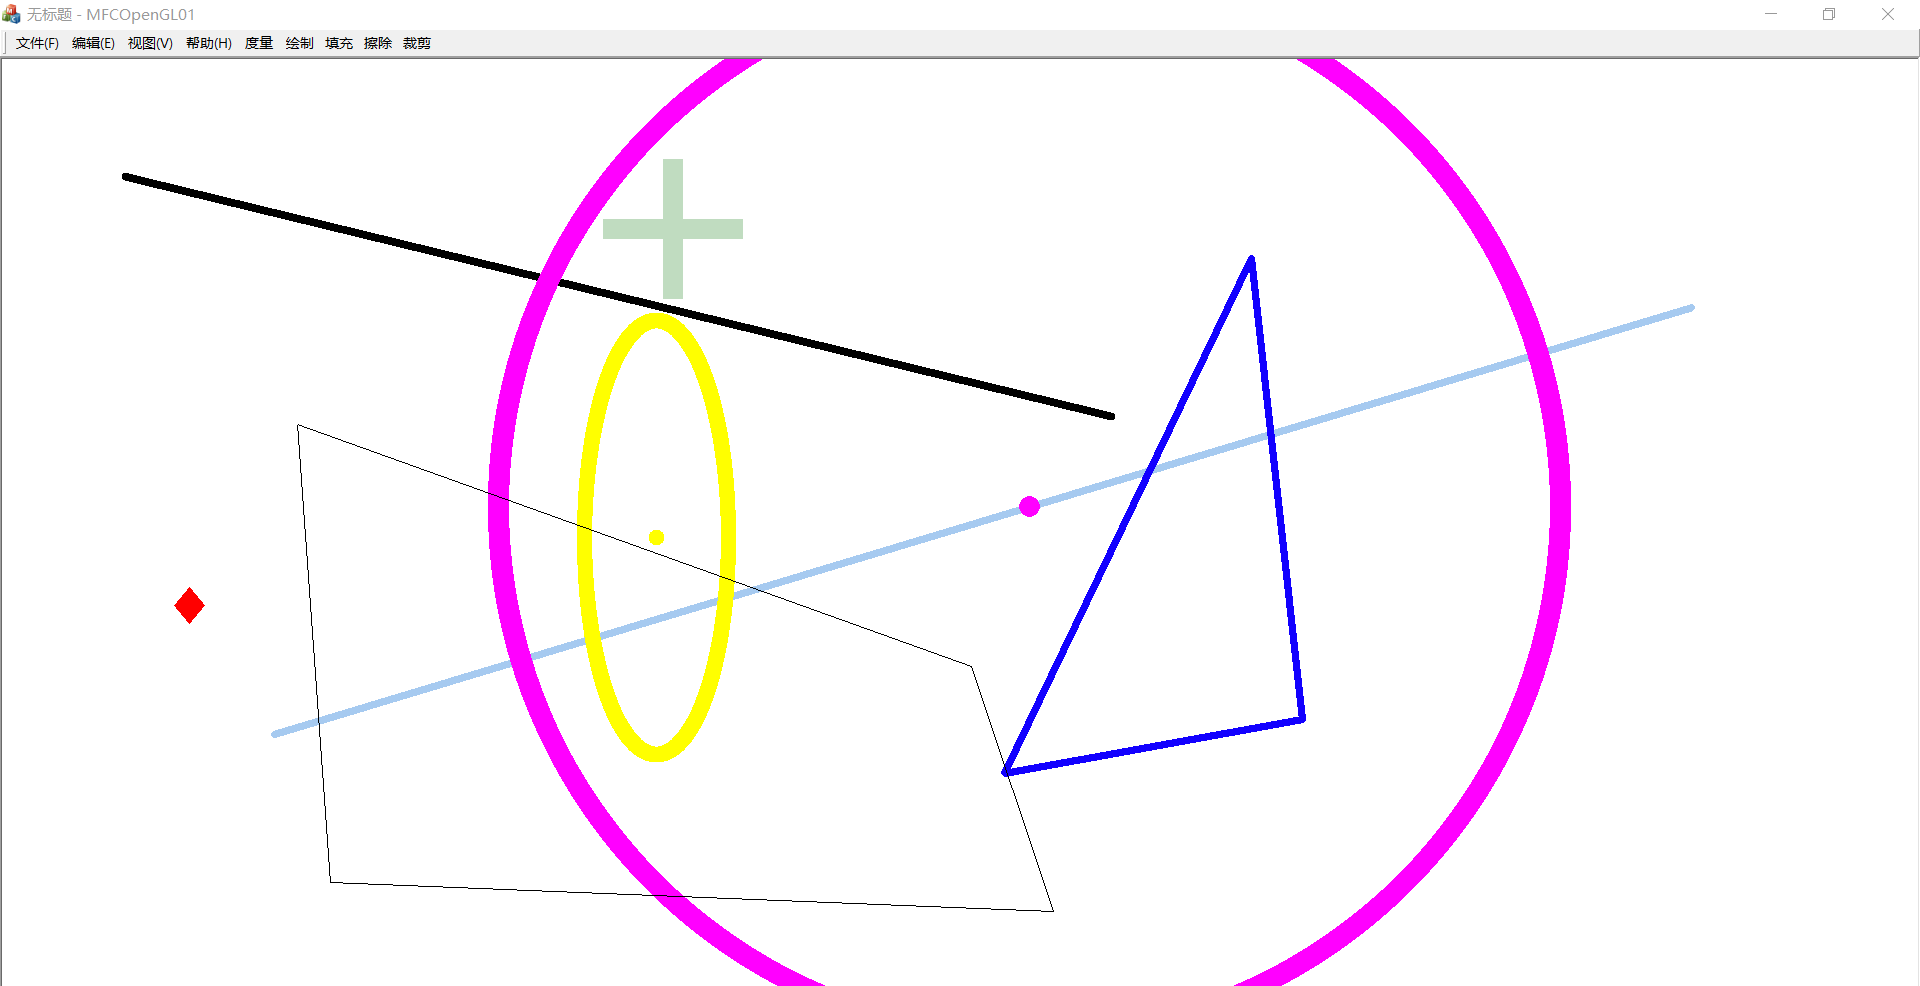 无标题 - MFCOpenGL01
文件(F) 编辑(E) 视图(V) 帮助(H) 度量 绘制 填充 擦除 裁剪